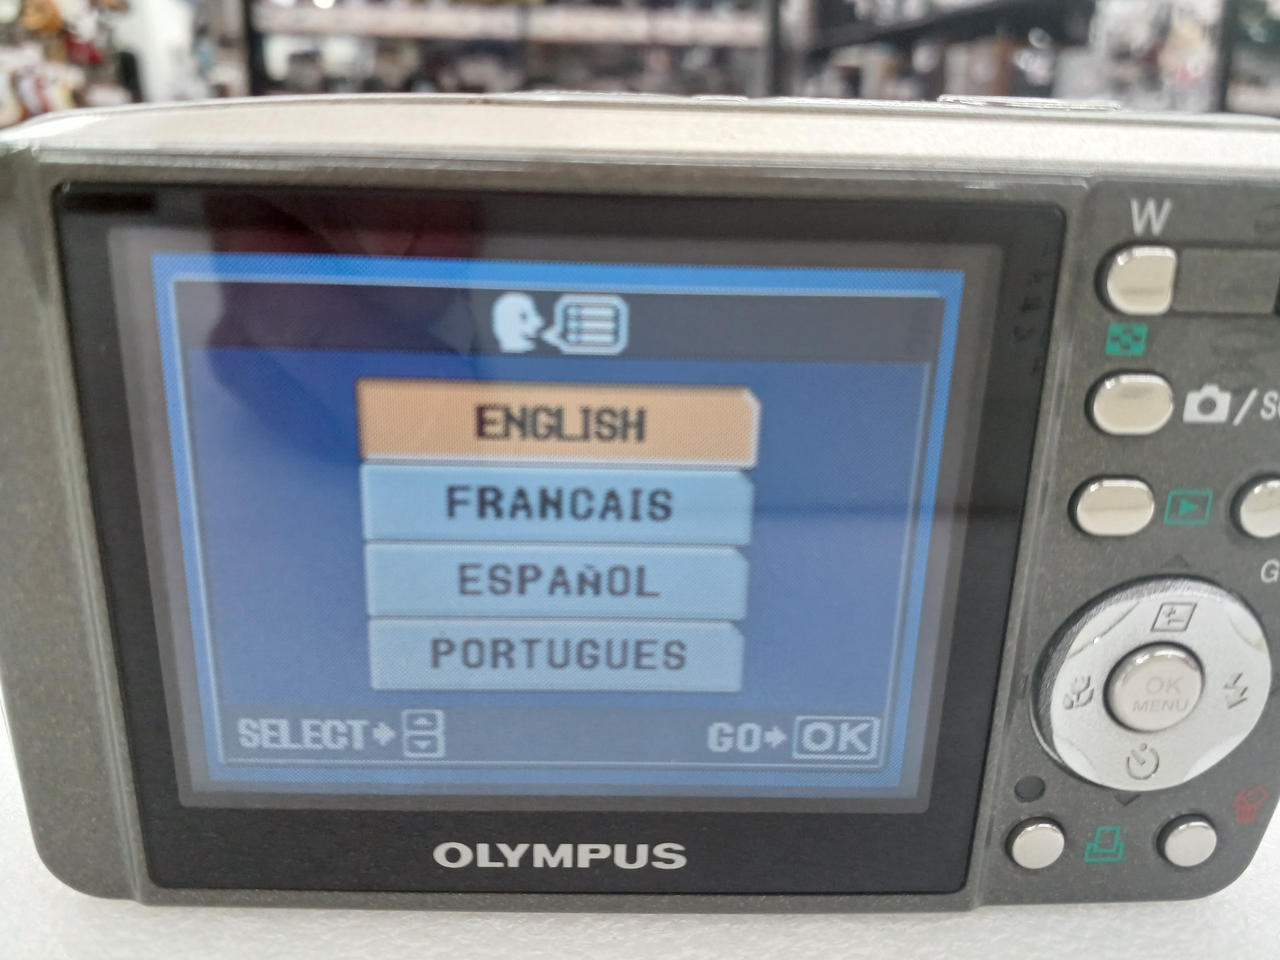 W
ENGLISH
FRANCAIS
ESPAÑOL
PORTUGUES
SELECT
GO OK
OK
MENU
OLYMPUS